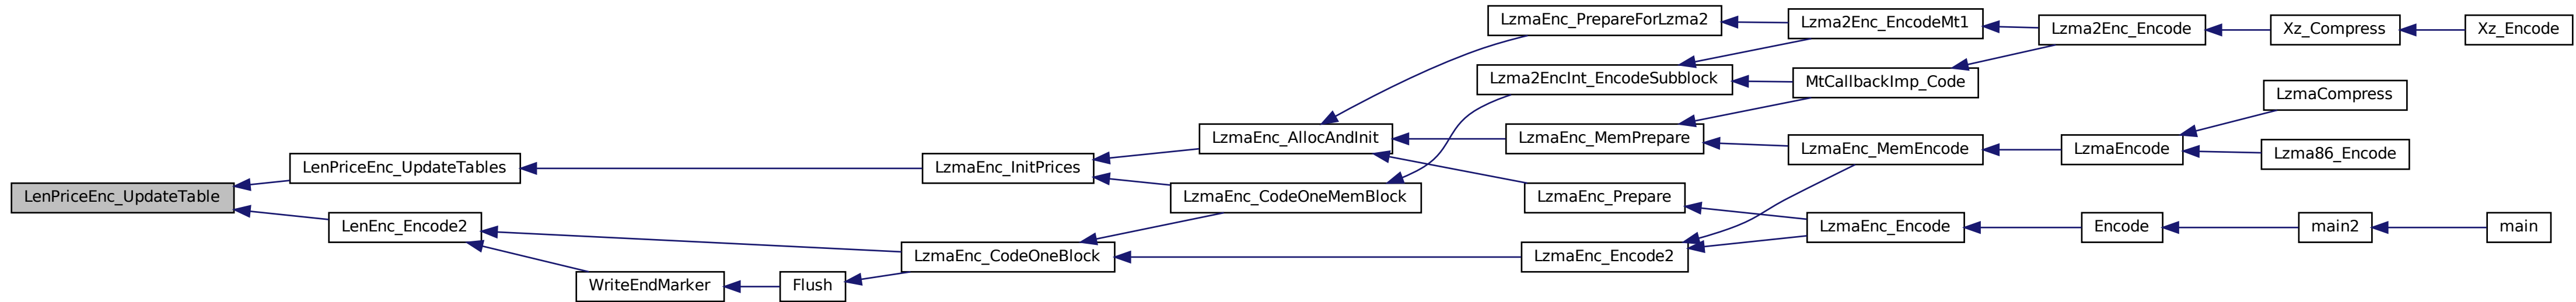 LenPriceEnc_UpdateTable
LenPriceEnc_UpdateTables
LenEnc_Encode2
WriteEndMarker
Flush
LzmaEnc_InitPrices
LzmaEnc_CodeOneBlock
LzmaEnc_AllocAndInit
LzmaEnc_CodeOneMemBlock
LzmaEnc_PrepareForLzma2
Lzma2EncInt_EncodeSubblock
LzmaEnc_MemPrepare
LzmaEnc_Prepare
LzmaEnc_Encode2
Lzma2Enc_EncodeMt1
MtCallbackImp_Code
LzmaEnc_MemEncode
LzmaEnc_Encode
Lzma2Enc_Encode
LzmaEncode
Encode
Xz_Compress
LzmaCompress
Lzma86_Encode
main2
Xz_Encode
main